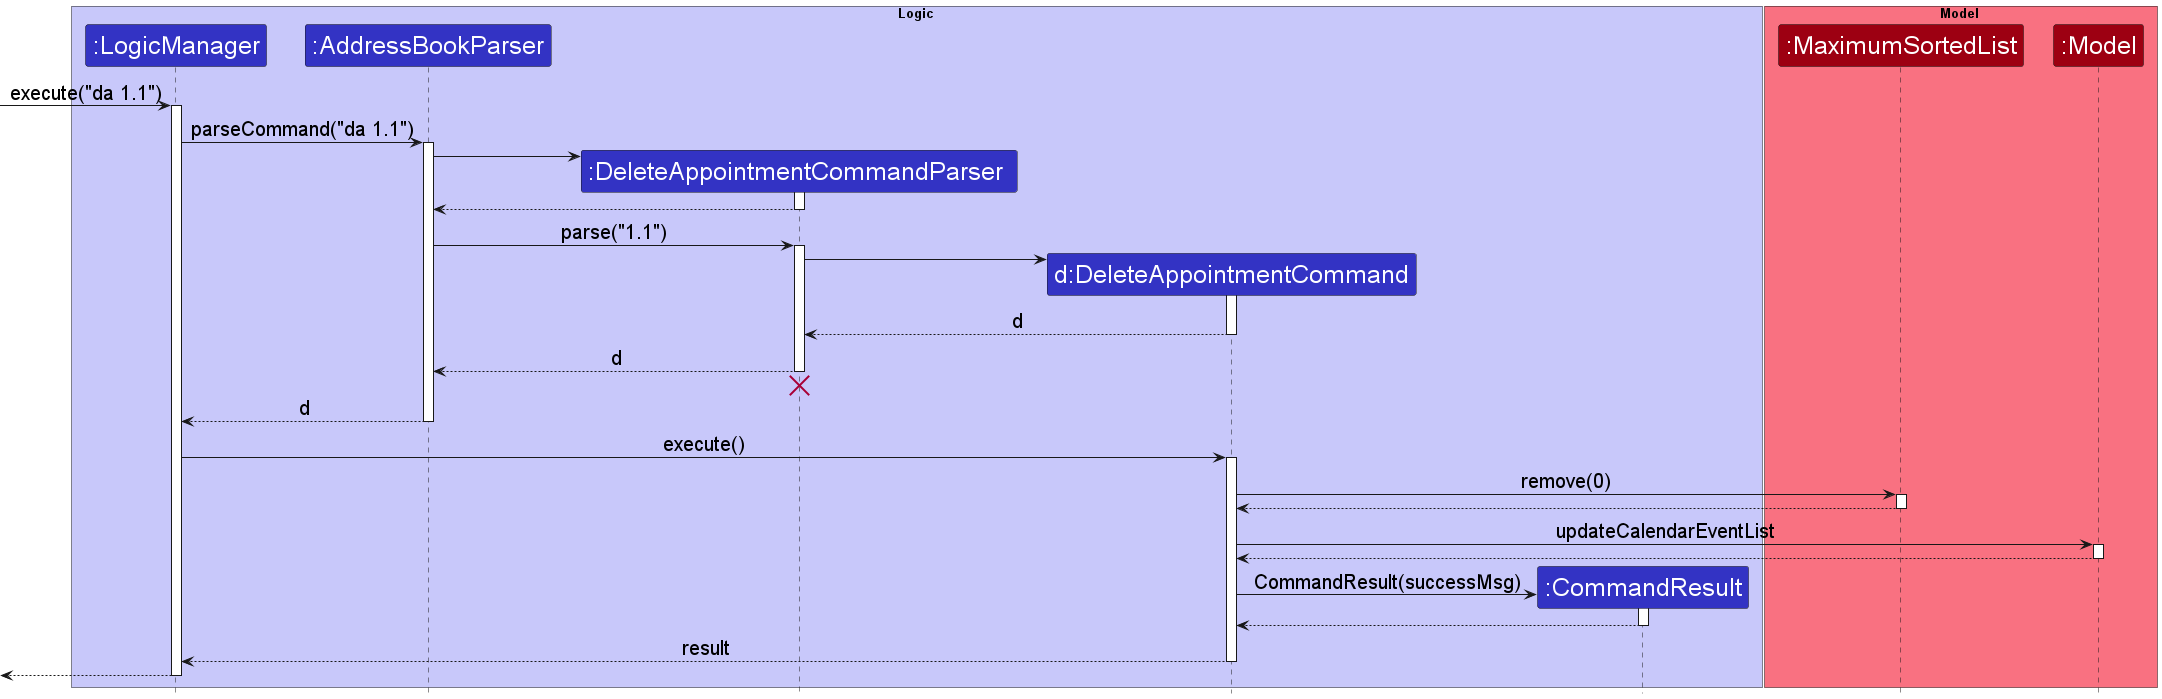 Logic
Model
:LogicManager
:AddressBookParser
:MaximumSortedList
:Model
execute("da 1.1")
parseCommand("da 1.1")
:DeleteAppointmentCommandParser
parse("1.1")
d:DeleteAppointmentCommand
d
d
d
execute()
remove(0)
updateCalendarEventList
CommandResult(successMsg)
:CommandResult
result